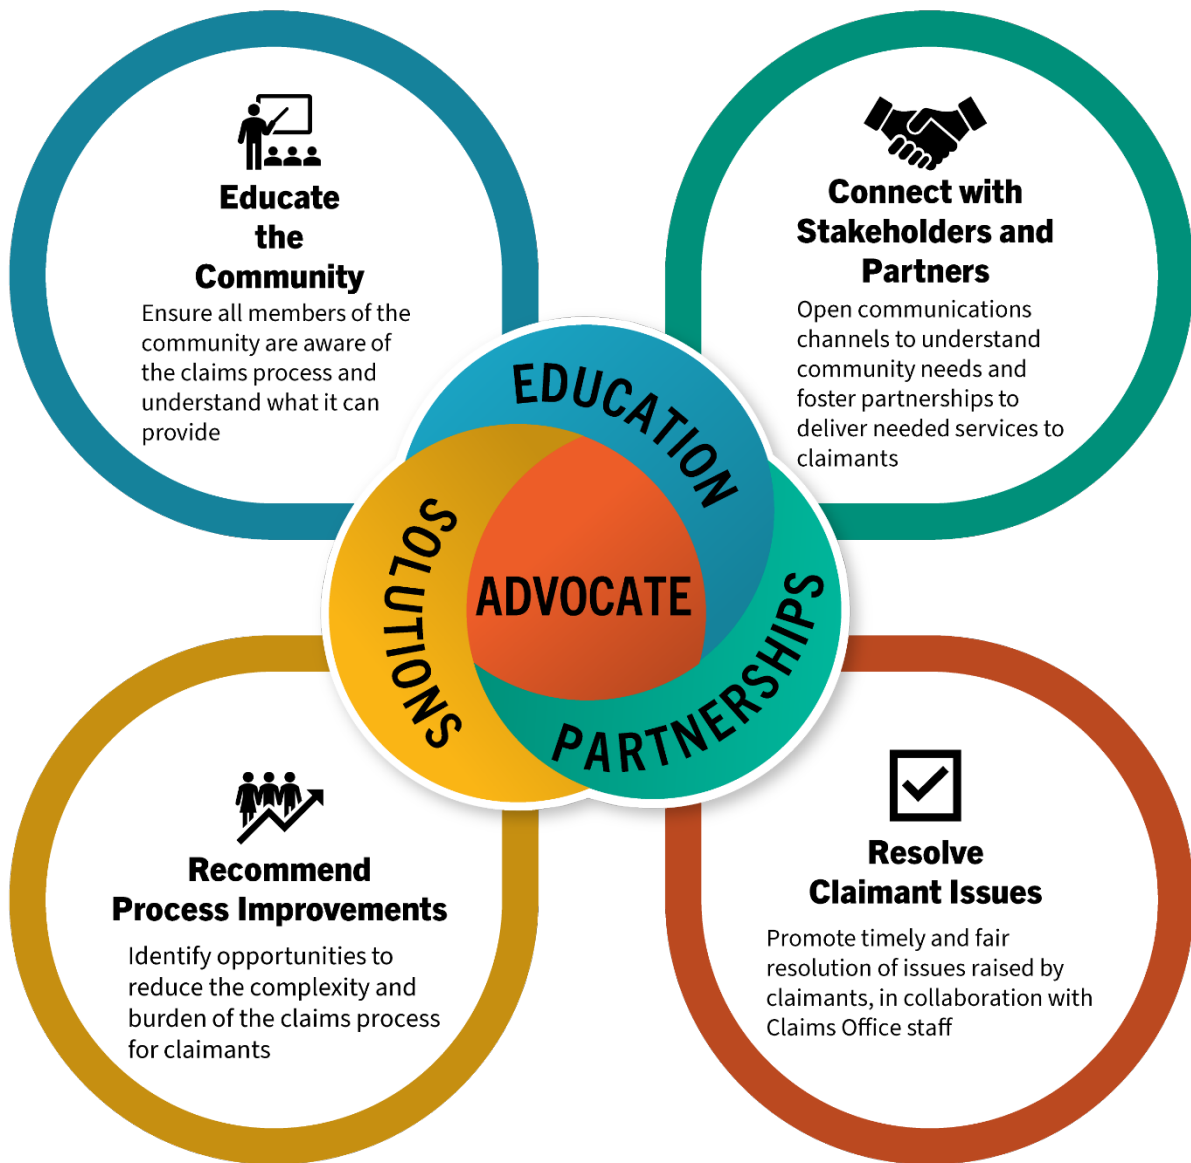 Educate
the
Community
Ensure all members of the
community are aware of
the claims process and
understand what it can
provide
Connect with
Stakeholders and
Partners
Open communications
channels to understand
community needs and
foster partnerships to
deliver needed services to
claimants
EDUCATION
SOLUTIONS
ADVOCATE
PARTNERSHIPS
Recommend
Process Improvements
Identify opportunities to
reduce the complexity and
burden of the claims process
for claimants
Resolve
Claimant Issues
Promote timely and fair
resolution of issues raised by
claimants, in collaboration with
Claims Office staff